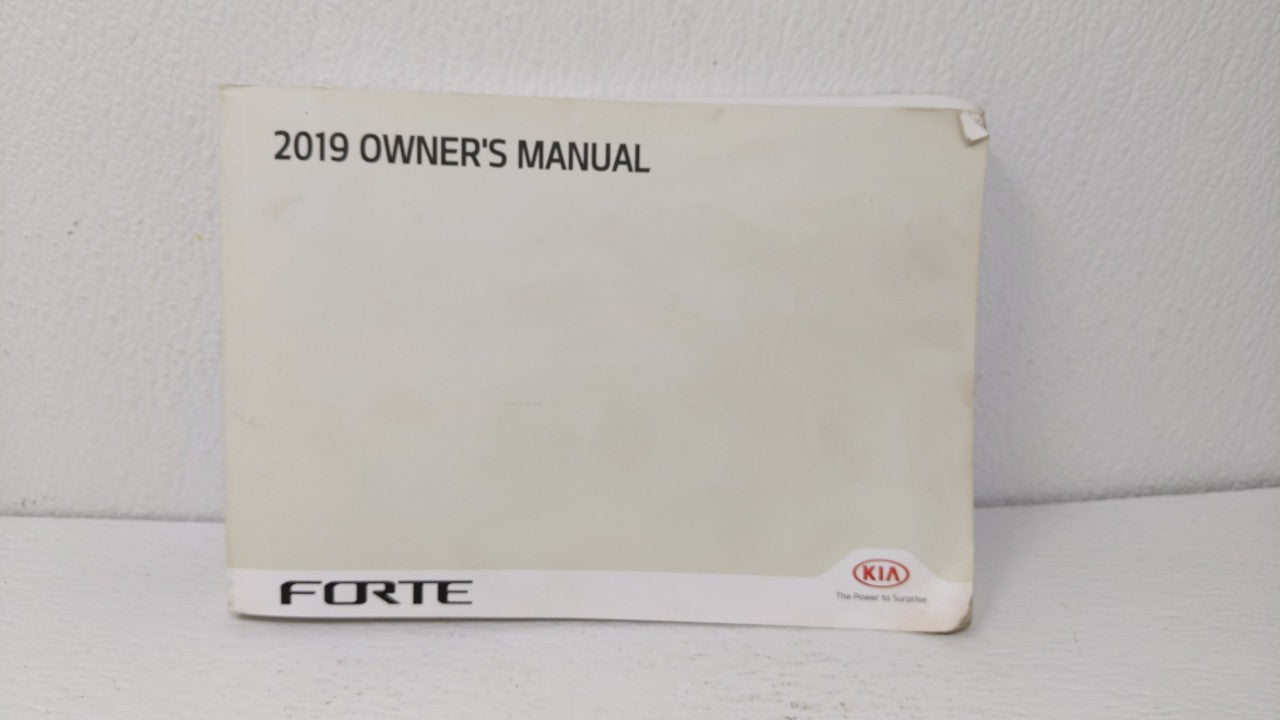 2019 OWNER'S MANUAL
FORTE
KIA
The Power to Surprise